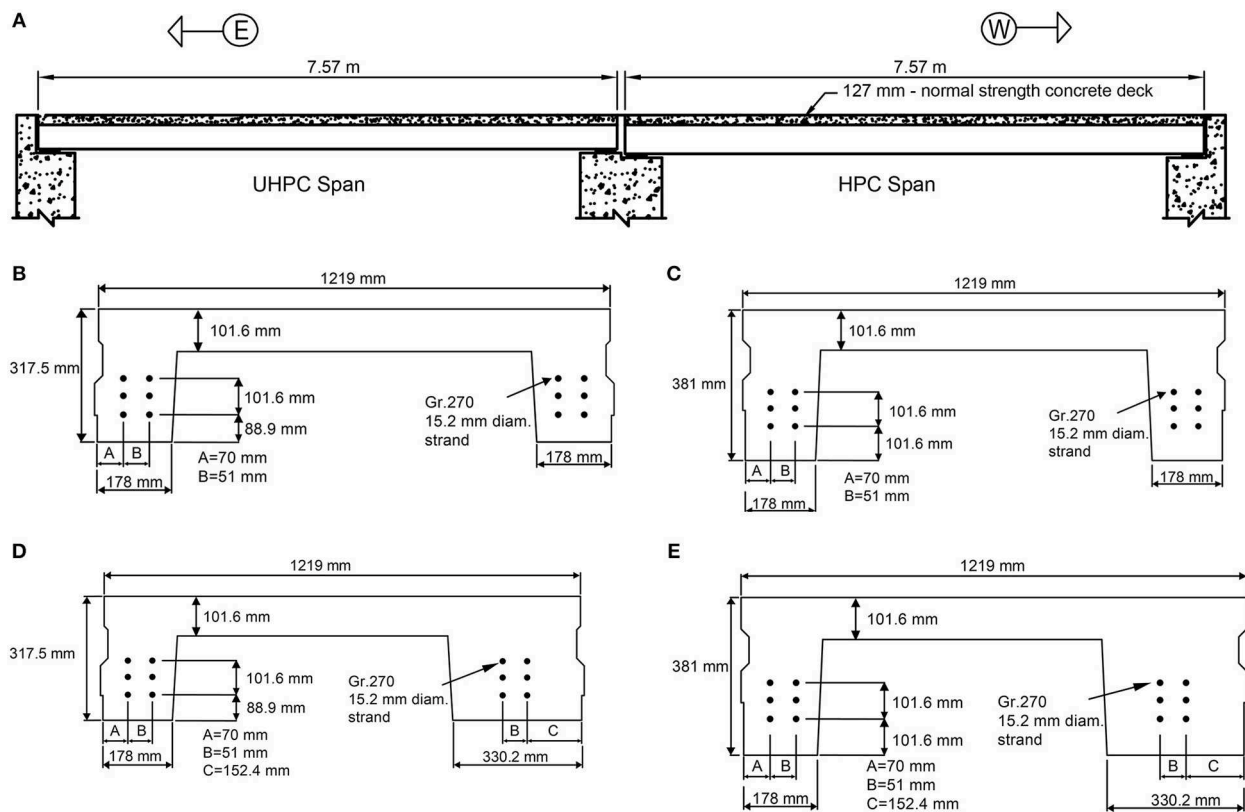 A
E
W
7.57 m
7.57 m
127 mm - normal strength concrete deck
UHPC Span
HPC Span
B
1219 mm
101.6 mm
317.5 mm
Gr.270
15.2 mm diam.
strand
101.6 mm
88.9 mm
A
B
A=70 mm
B=51 mm
178 mm
178 mm
C
1219 mm
101.6 mm
381 mm
Gr.270
15.2 mm diam.
strand
101.6 mm
101.6 mm
A
B
A=70 mm
B=51 mm
178 mm
178 mm
D
1219 mm
101.6 mm
317.5 mm
Gr.270
15.2 mm diam.
strand
101.6 mm
88.9 mm
A
B
B
C
A=70 mm
B=51 mm
C=152.4 mm
178 mm
330.2 mm
E
1219 mm
101.6 mm
381 mm
Gr.270
15.2 mm diam.
strand
101.6 mm
101.6 mm
A
B
B
C
A=70 mm
B=51 mm
C=152.4 mm
178 mm
330.2 mm